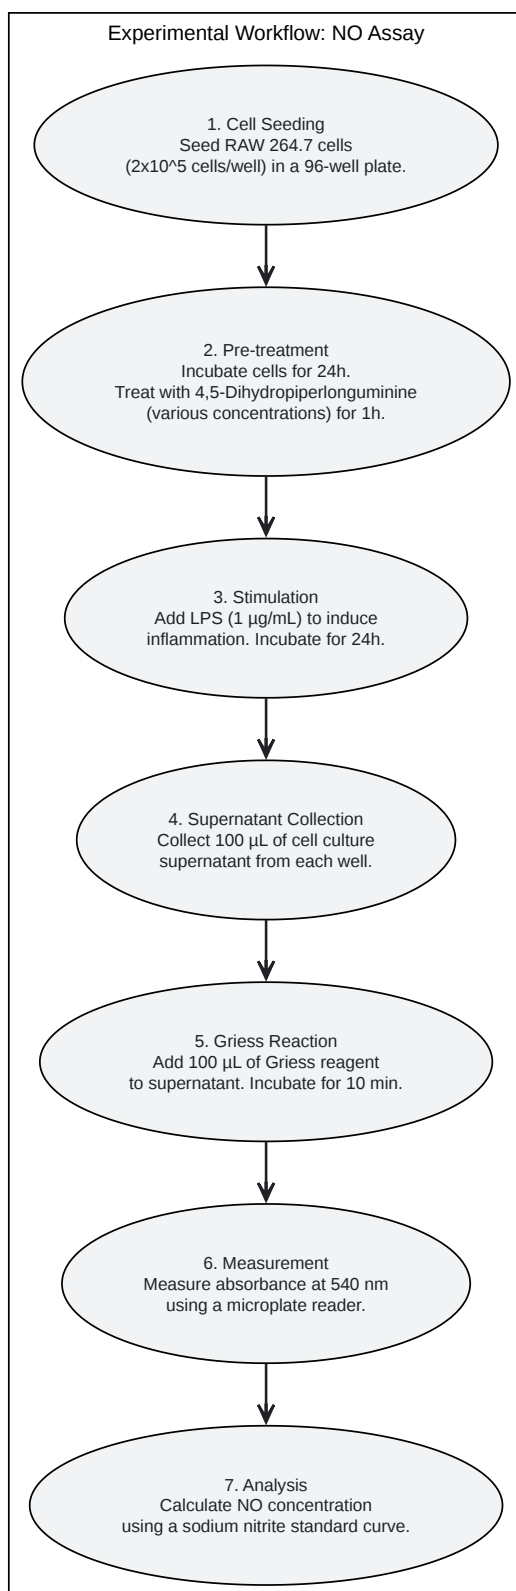 Experimental Workflow: NO Assay
1. Cell Seeding
Seed RAW 264.7 cells
(2x10^5 cells/well) in a 96-well plate.
2. Pre-treatment
Incubate cells for 24h.
Treat with 4,5-Dihydropiperlonguminine
(various concentrations) for 1h.
3. Stimulation
Add LPS (1 µg/mL) to induce
inflammation. Incubate for 24h.
4. Supernatant Collection
Collect 100 µL of cell culture
supernatant from each well.
5. Griess Reaction
Add 100 µL of Griess reagent
to supernatant. Incubate for 10 min.
6. Measurement
Measure absorbance at 540 nm
using a microplate reader.
7. Analysis
Calculate NO concentration
using a sodium nitrite standard curve.